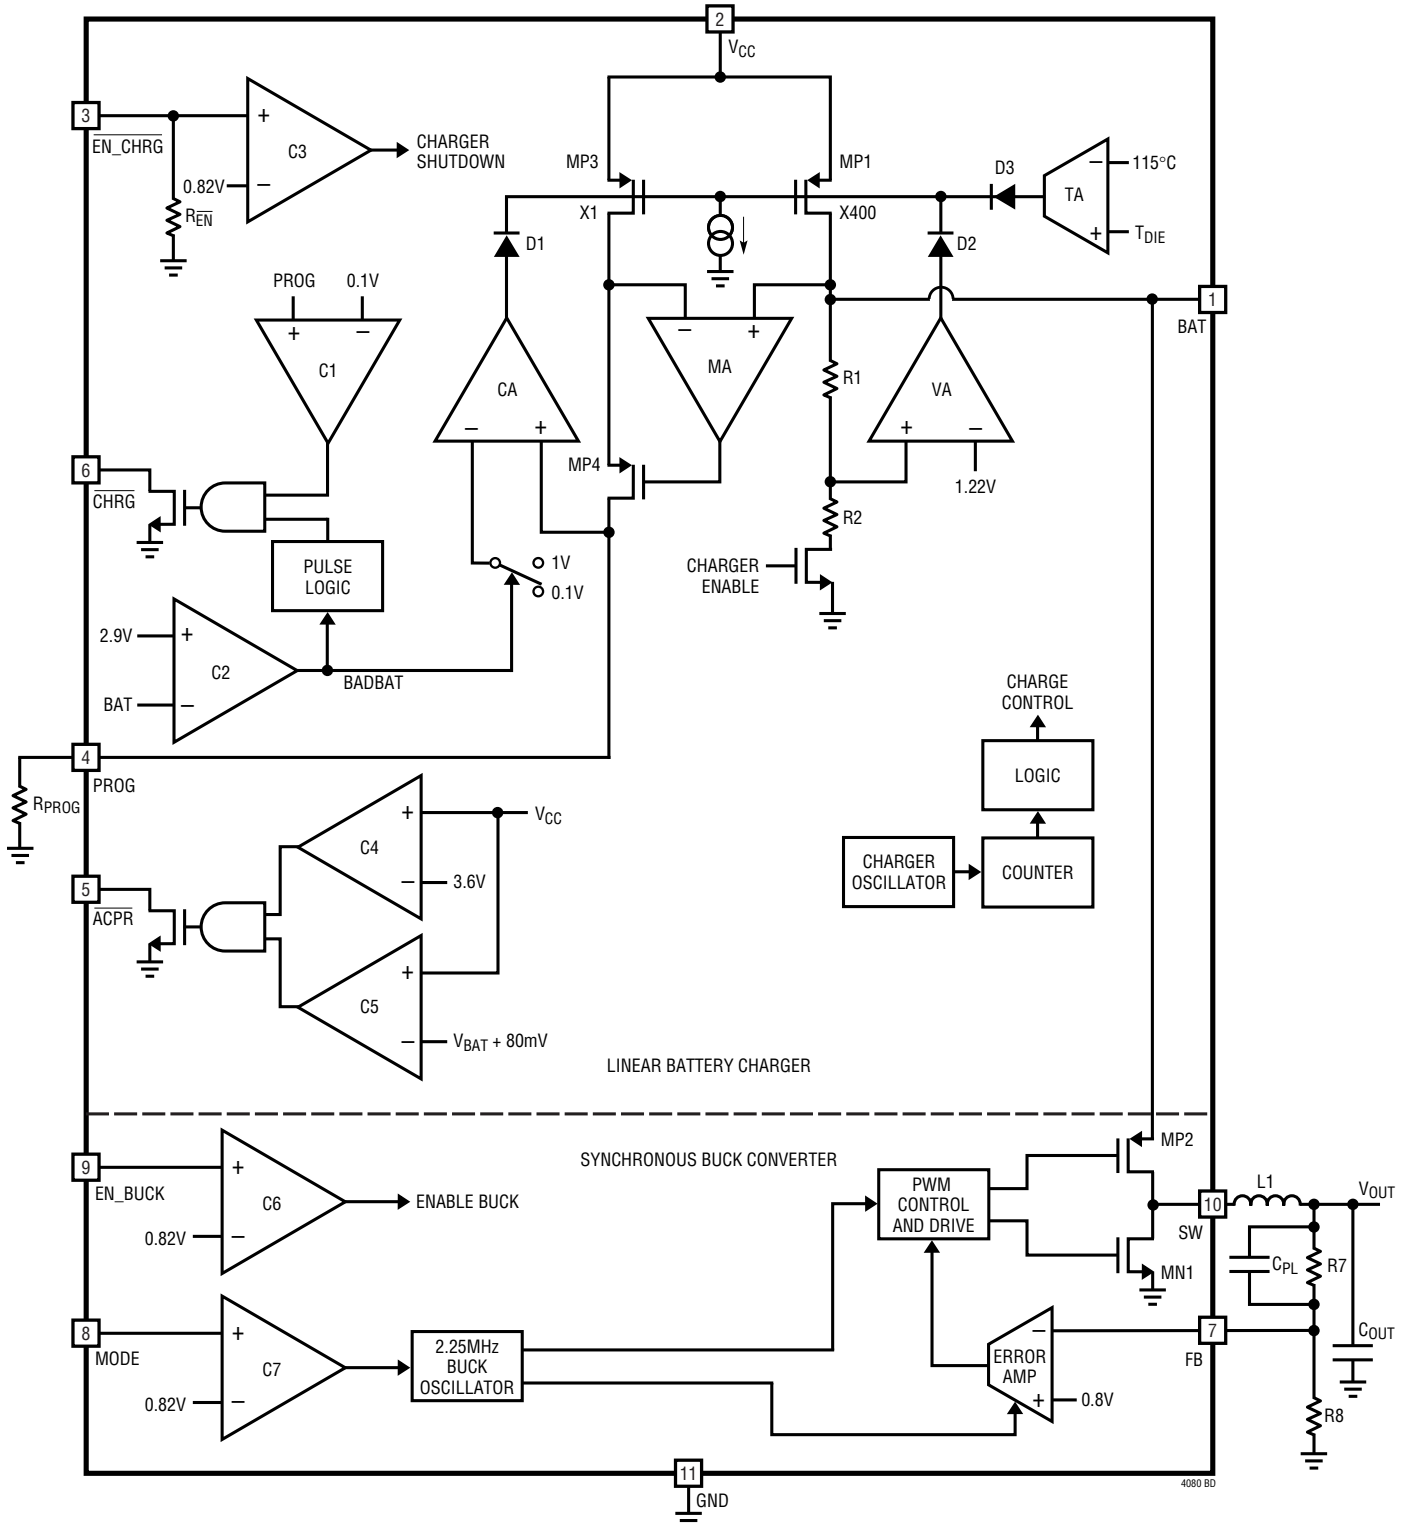 2
VCC
3
EN_CHRG
+
C3
CHARGER
SHUTDOWN
0.82V
–
REN
MP3
X1
MP1
X400
D3
–
115°C
TA
+
TDIE
D1
D2
PROG
0.1V
+
–
C1
1
BAT
–
+
MA
CA
–
+
R1
VA
+
–
1.22V
6
CHRG
MP4
R2
PULSE
LOGIC
1V
0.1V
CHARGER
ENABLE
2.9V
+
C2
BAT
–
BADBAT
CHARGE
CONTROL
LOGIC
4
PROG
RPROG
+
VCC
C4
–
3.6V
CHARGER
OSCILLATOR
COUNTER
5
ACPR
+
C5
–
VBAT + 80mV
LINEAR BATTERY CHARGER
9
EN_BUCK
+
C6
ENABLE BUCK
0.82V
–
SYNCHRONOUS BUCK CONVERTER
MP2
PWM
CONTROL
AND DRIVE
10
SW
L1
VOUT
MN1
CPL
R7
8
MODE
+
C7
0.82V
–
2.25MHz
BUCK
OSCILLATOR
–
ERROR
AMP
+
0.8V
7
FB
COUT
R8
11
GND
4080 BD